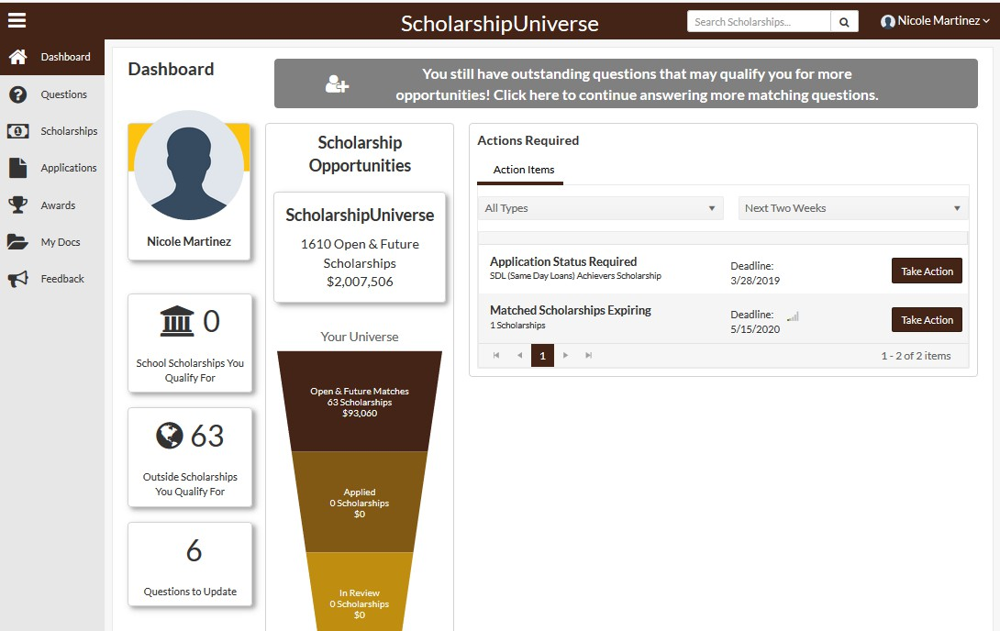 ScholarshipUniverse
Search Scholarships...
Nicole Martinez
Dashboard
Questions
Scholarships
Applications
Awards
My Docs
Feedback
Dashboard
You still have outstanding questions that may qualify you for more
opportunities! Click here to continue answering more matching questions.
Nicole Martinez
0
School Scholarships You
Qualify For
63
Outside Scholarships
You Qualify For
6
Questions to Update
Scholarship
Opportunities
ScholarshipUniverse
1610 Open & Future
Scholarships
$2,007,506
Your Universe
Open & Future Matches
63 Scholarships
$93,060
Applied
0 Scholarships
$0
In Review
0 Scholarships
$0
Actions Required
Action Items
All Types
Next Two Weeks
Application Status Required
SDL (Same Day Loans) Achievers Scholarship
Deadline:
3/28/2019
Take Action
Matched Scholarships Expiring
1 Scholarships
Deadline:
5/15/2020
Take Action
1
1 - 2 of 2 items